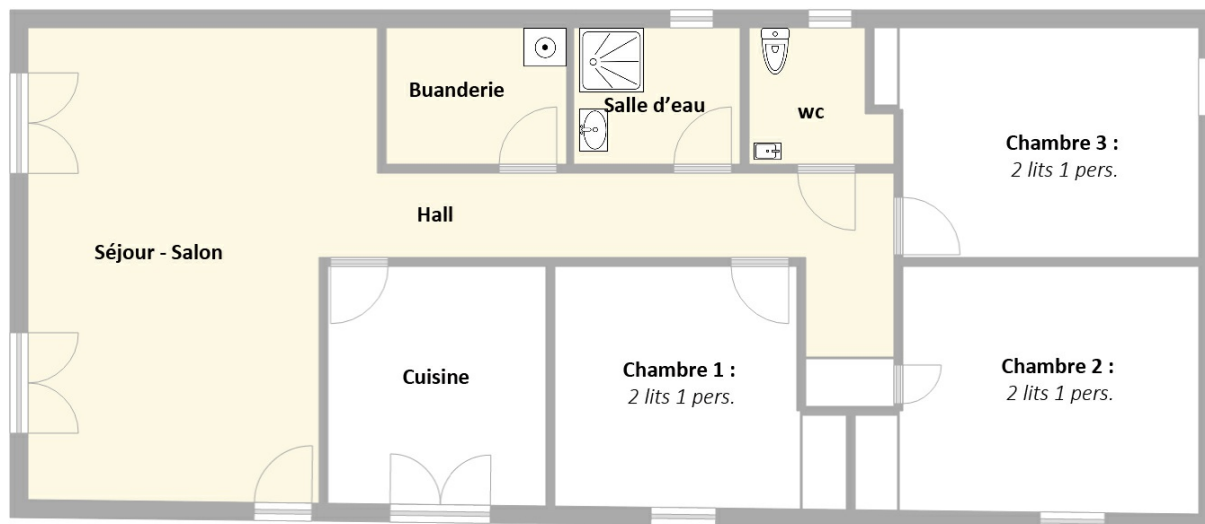 Buanderie
Salle d'eau
wc
Chambre 3 :
2 lits 1 pers.
Hall
Séjour - Salon
Cuisine
Chambre 1 :
2 lits 1 pers.
Chambre 2 :
2 lits 1 pers.